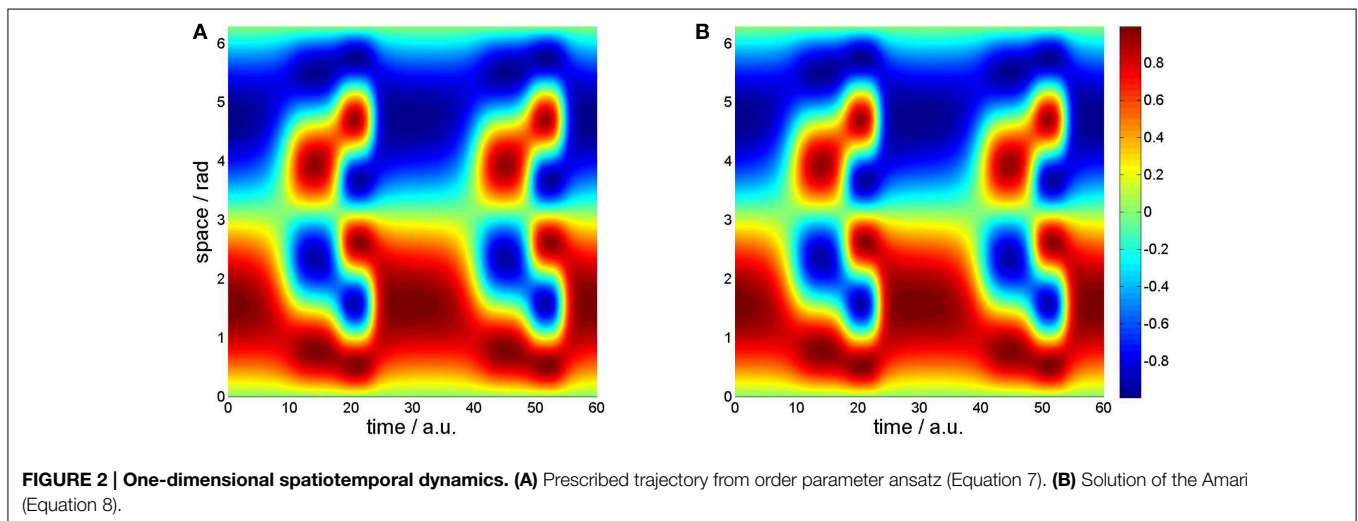 A
B
6
5
4
3
2
1
0
space / rad
0 10 20 30 40 50 60
time / a.u.
6
5
4
3
2
1
0
0 10 20 30 40 50 60
time / a.u.
0.8
0.6
0.4
0.2
0
-0.2
-0.4
-0.6
-0.8
FIGURE 2 | One-dimensional spatiotemporal dynamics. (A) Prescribed trajectory from order parameter ansatz (Equation 7). (B) Solution of the Amari
(Equation 8).